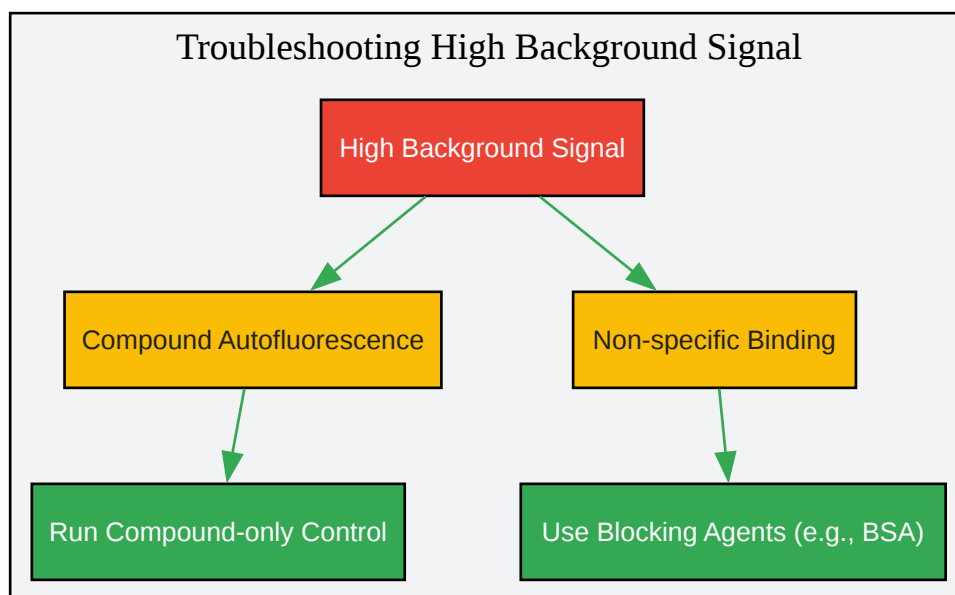 Troubleshooting High Background Signal
High Background Signal
Compound Autofluorescence
Non-specific Binding
Run Compound-only Control
Use Blocking Agents (e.g., BSA)